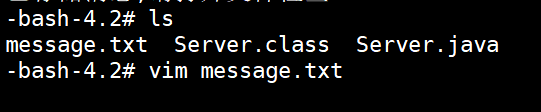 -bash-4.2# ls
message.txt  Server.class  Server.java
-bash-4.2# vim message.txt